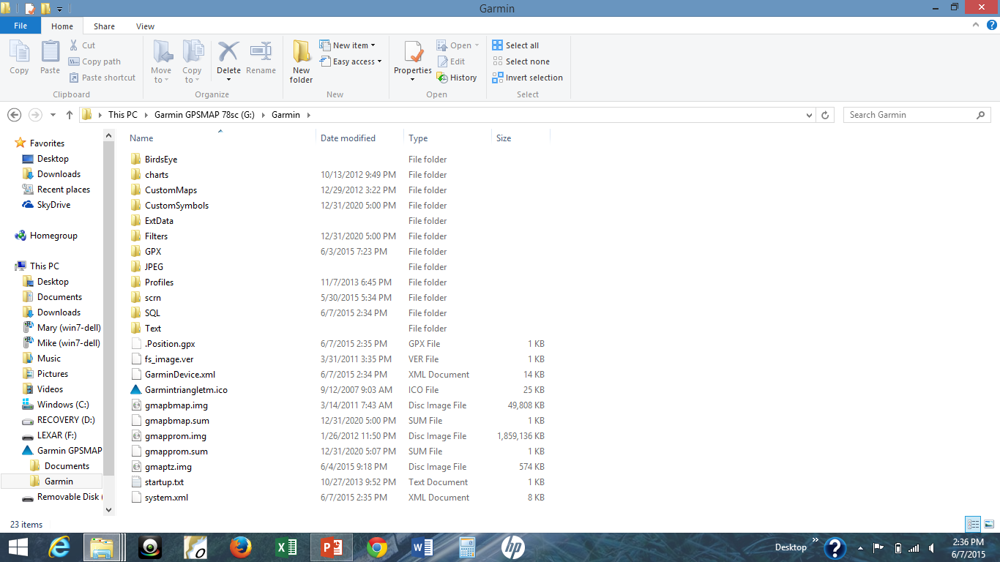 Garmin
File Home Share View
Copy Paste Cut Copy path Paste shortcut Move to Copy to Delete Rename New folder New item Easy access Properties Open Edit History Select all Select none Invert selection
Clipboard Organize New Open Select
This PC Garmin GPSMAP 78sc (G:) Garmin Search Garmin
Favorites
Desktop
Downloads
Recent places
SkyDrive
Homegroup
This PC
Desktop
Documents
Downloads
Mary (win7-dell)
Mike (win7-dell)
Music
Pictures
Videos
Windows (C:)
RECOVERY (D:)
LEXAR (F:)
Garmin GPSMAP
Documents
Garmin
Removable Disk (
Name Date modified Type Size
BirdsEye File folder
charts 10/13/2012 9:49 PM File folder
CustomMaps 12/29/2012 3:22 PM File folder
CustomSymbols 12/31/2020 5:00 PM File folder
ExtData File folder
Filters 12/31/2020 5:00 PM File folder
GPX 6/3/2015 7:23 PM File folder
JPEG File folder
Profiles 11/7/2013 6:45 PM File folder
scrn 5/30/2015 5:34 PM File folder
SQL 6/7/2015 2:34 PM File folder
Text File folder
.Position.gpx 6/7/2015 2:35 PM GPX File 1 KB
fs_image.ver 3/31/2011 3:35 PM VER File 1 KB
GarminDevice.xml 6/7/2015 2:34 PM XML Document 14 KB
Garmintriangletm.ico 9/12/2007 9:03 AM ICO File 25 KB
gmapbmap.img 3/14/2011 7:43 AM Disc Image File 49,808 KB
gmapbmap.sum 12/31/2020 5:00 PM SUM File 1 KB
gmapprom.img 1/26/2012 11:50 PM Disc Image File 1,859,136 KB
gmapprom.sum 12/31/2020 5:07 PM SUM File 1 KB
gmaptz.img 6/4/2015 9:18 PM Disc Image File 574 KB
startup.txt 10/27/2013 9:52 PM Text Document 1 KB
system.xml 6/7/2015 2:35 PM XML Document 8 KB
23 items
Desktop 2:36 PM
6/7/2015